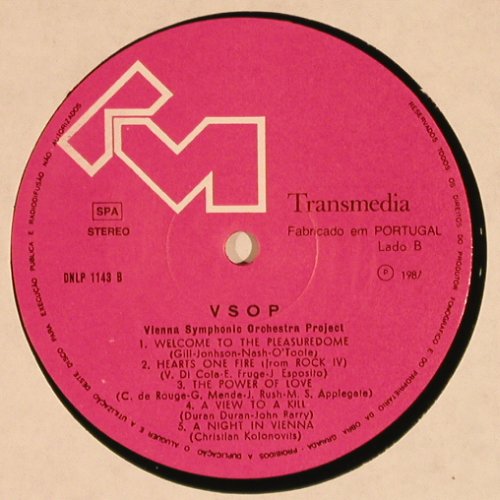 RESERVADOS TODOS OS DIREITOS DO PRODUTOR FONOGRÁFICO E DO PROPRIETÁRIO DA OBRA GRAVADA - PROIBIDOS A DUPLICAÇÃO O ALUGUER E A UTILIZAÇÃO DESTE DISCO PARA EXECUÇÃO PÚBLICA E RADIODIFUSÃO NÃO AUTORIZADOS
Transmedia
SPA
STEREO
Fabricado em PORTUGAL
Lado B
DNLP 1143 B
℗ 1987
VSOP
Vienna Symphonic Orchestra Project
1. WELCOME TO THE PLEASUREDOME
(Gill-Jonhson-Nash-O'Toole)
2. HEARTS ONE FIRE (from ROCK IV)
(V. Di Cola-E. Fruge-J Esposito)
3. THE POWER OF LOVE
(C. de Rouge-G. Mende-J. Rush-M. S. Applegate)
4. A VIEW TO A KILL
(Duran Duran-John Parry)
5. A NIGHT IN VIENNA
(Christian Kolonovits)